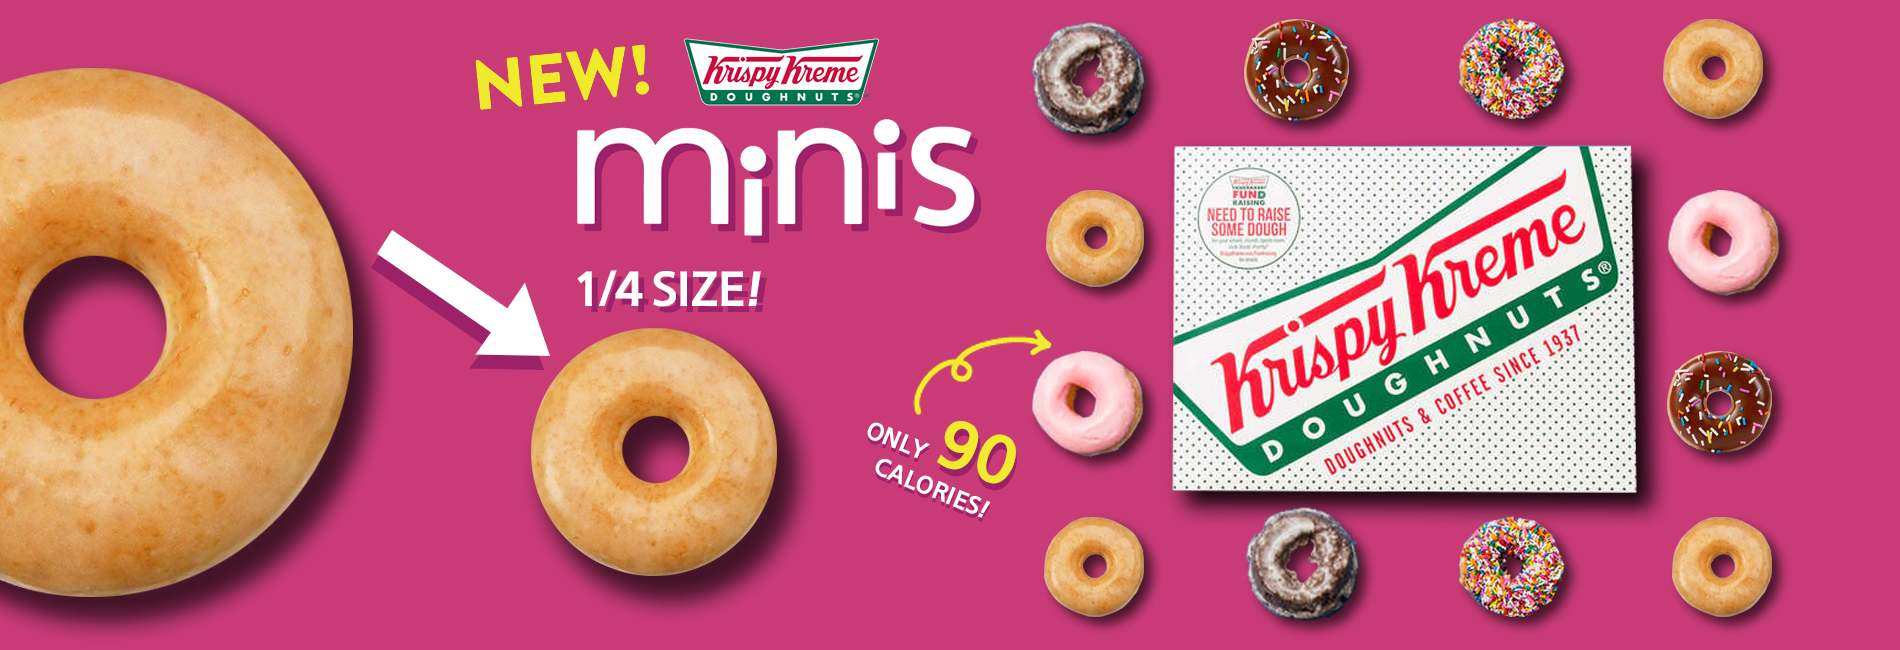 NEW!
Krispy Kreme
DOUGHNUTS®
minis
1/4 SIZE!
ONLY 90
CALORIES!
FUND
RAISING
NEED TO RAISE
SOME DOUGH
Krispy Kreme
DOUGHNUTS®
DOUGHNUTS & COFFEE SINCE 1937